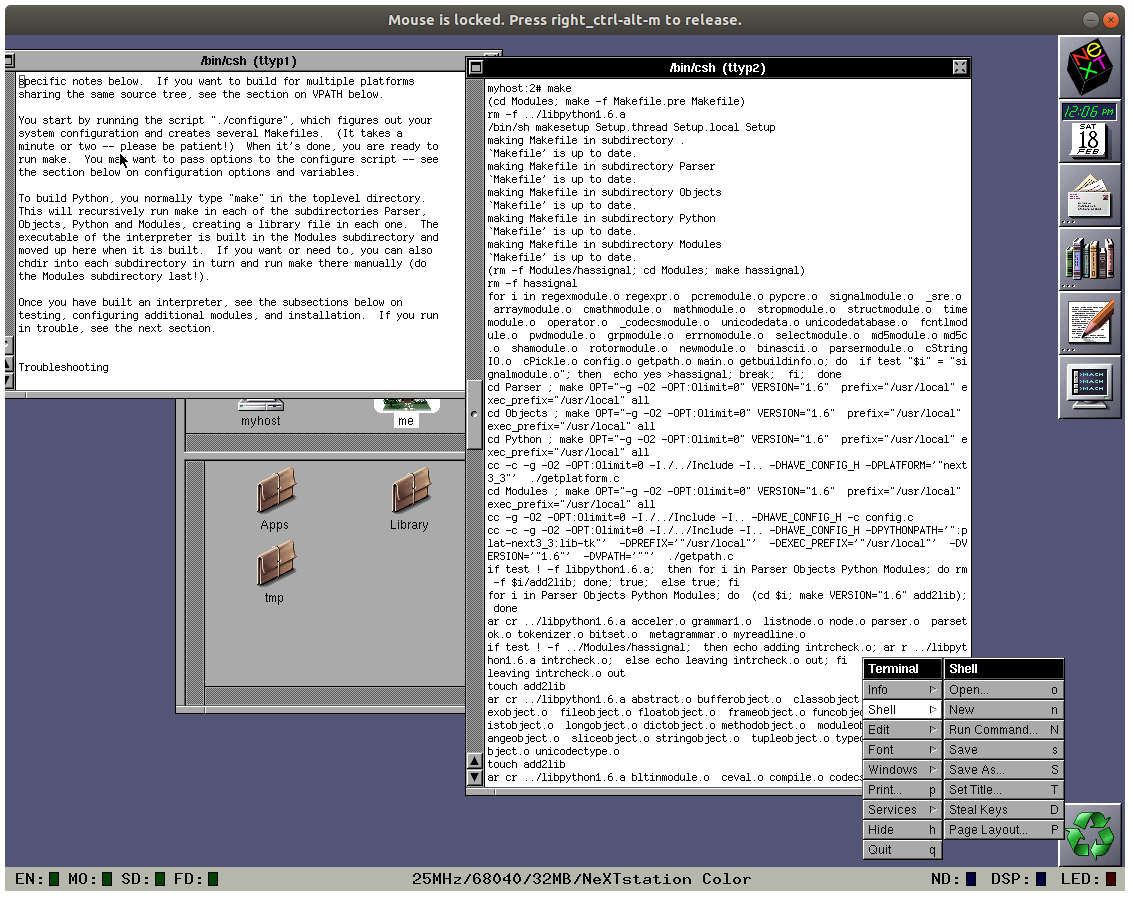 Mouse is locked. Press right_ctrl-alt-m to release.
/bin/csh (ttyp1)
specific notes below.  If you want to build for multiple platforms
sharing the same source tree, see the section on VPATH below.
You start by running the script "./configure", which figures out your
system configuration and creates several Makefiles.  (It takes a
minute or two -- please be patient!)  When it's done, you are ready to
run make.  You may want to pass options to the configure script -- see
the section below on configuration options and variables.
To build Python, you normally type "make" in the toplevel directory.
This will recursively run make in each of the subdirectories Parser,
Objects, Python and Modules, creating a library file in each one.  The
executable of the interpreter is built in the Modules subdirectory and
moved up here when it is built.  If you want or need to, you can also
chdir into each subdirectory in turn and run make there manually (do
the Modules subdirectory last!).
Once you have built an interpreter, see the subsections below on
testing, configuring additional modules, and installation.  If you run
in trouble, see the next section.
Troubleshooting
myhost
me
Apps
Library
tmp
/bin/csh (ttyp2)
myhost:2# make
(cd Modules; make -f Makefile.pre Makefile)
rm -f ../libpython1.6.a
/bin/sh makesetup Setup.thread Setup.local Setup
making Makefile in subdirectory .
`Makefile' is up to date.
making Makefile in subdirectory Parser
`Makefile' is up to date.
making Makefile in subdirectory Objects
`Makefile' is up to date.
making Makefile in subdirectory Python
`Makefile' is up to date.
making Makefile in subdirectory Modules
`Makefile' is up to date.
(rm -f Modules/hassignal; cd Modules; make hassignal)
rm -f hassignal
for i in regexmodule.o regexpr.o  pcremodule.o pypcre.o  signalmodule.o  _sre.o
 arraymodule.o  cmathmodule.o  mathmodule.o  stropmodule.o  structmodule.o  time
module.o  operator.o  _codecsmodule.o  unicodedata.o unicodedatabase.o  fcntlmod
ule.o  pwdmodule.o  grpmodule.o  errnomodule.o  selectmodule.o  md5module.o md5c
.o  shamodule.o  rotormodule.o  newmodule.o  binascii.o  parsermodule.o  cString
IO.o  cPickle.o config.o getpath.o main.o getbuildinfo.o; do  if test "$i" = "si
gnalmodule.o"; then  echo yes >hassignal; break;  fi;  done
cd Parser ; make OPT="-g -O2 -OPT:Olimit=0" VERSION="1.6"  prefix="/usr/local" e
xec_prefix="/usr/local" all
cd Objects ; make OPT="-g -O2 -OPT:Olimit=0" VERSION="1.6"  prefix="/usr/local"
exec_prefix="/usr/local" all
cd Python ; make OPT="-g -O2 -OPT:Olimit=0" VERSION="1.6"  prefix="/usr/local" e
xec_prefix="/usr/local" all
cc -c -g -O2 -OPT:Olimit=0 -I./../Include -I.. -DHAVE_CONFIG_H -DPLATFORM='"next
3_3"'  ./getplatform.c
cd Modules ; make OPT="-g -O2 -OPT:Olimit=0" VERSION="1.6"  prefix="/usr/local"
exec_prefix="/usr/local" all
cc -g -O2 -OPT:Olimit=0 -I./../Include -I.. -DHAVE_CONFIG_H -c config.c
cc -c -g -O2 -OPT:Olimit=0 -I./../Include -I.. -DHAVE_CONFIG_H -DPYTHONPATH='":p
lat-next3_3:lib-tk"'  -DPREFIX='"/usr/local"'  -DEXEC_PREFIX='"/usr/local"'  -DV
ERSION='"1.6"'  -DVPATH='""'  ./getpath.c
if test ! -f libpython1.6.a;  then for i in Parser Objects Python Modules; do rm
 -f $i/add2lib; done; true;  else true; fi
for i in Parser Objects Python Modules; do  (cd $i; make VERSION="1.6" add2lib);
 done
ar cr ../libpython1.6.a acceler.o grammar1.o  listnode.o node.o parser.o  parset
ok.o tokenizer.o bitset.o  metagrammar.o myreadline.o
if test ! -f ../Modules/hassignal;  then echo adding intrcheck.o; ar r ../libpyt
hon1.6.a intrcheck.o;  else echo leaving intrcheck.o out; fi
leaving intrcheck.o out
touch add2lib
ar cr ../libpython1.6.a abstract.o bufferobject.o  classobject
exobject.o  fileobject.o floatobject.o  frameobject.o funcobje
istobject.o  longobject.o dictobject.o methodobject.o  moduleob
angeobject.o  sliceobject.o stringobject.o  tupleobject.o typeo
bject.o unicodectype.o
touch add2lib
ar cr ../libpython1.6.a bltinmodule.o  ceval.o compile.o codecs
Terminal
Info
Shell
Edit
Font
Windows
Print... p
Services
Hide h
Quit q
Shell
Open... o
New n
Run Command... N
Save s
Save As... S
Set Title... T
Steal Keys D
Page Layout... P
NeXT
12:06 PM
SAT
18
FEB
MACH
MACH
MACH
EN: MO: SD: FD:
25MHz/68040/32MB/NeXTstation Color
ND: DSP: LED: